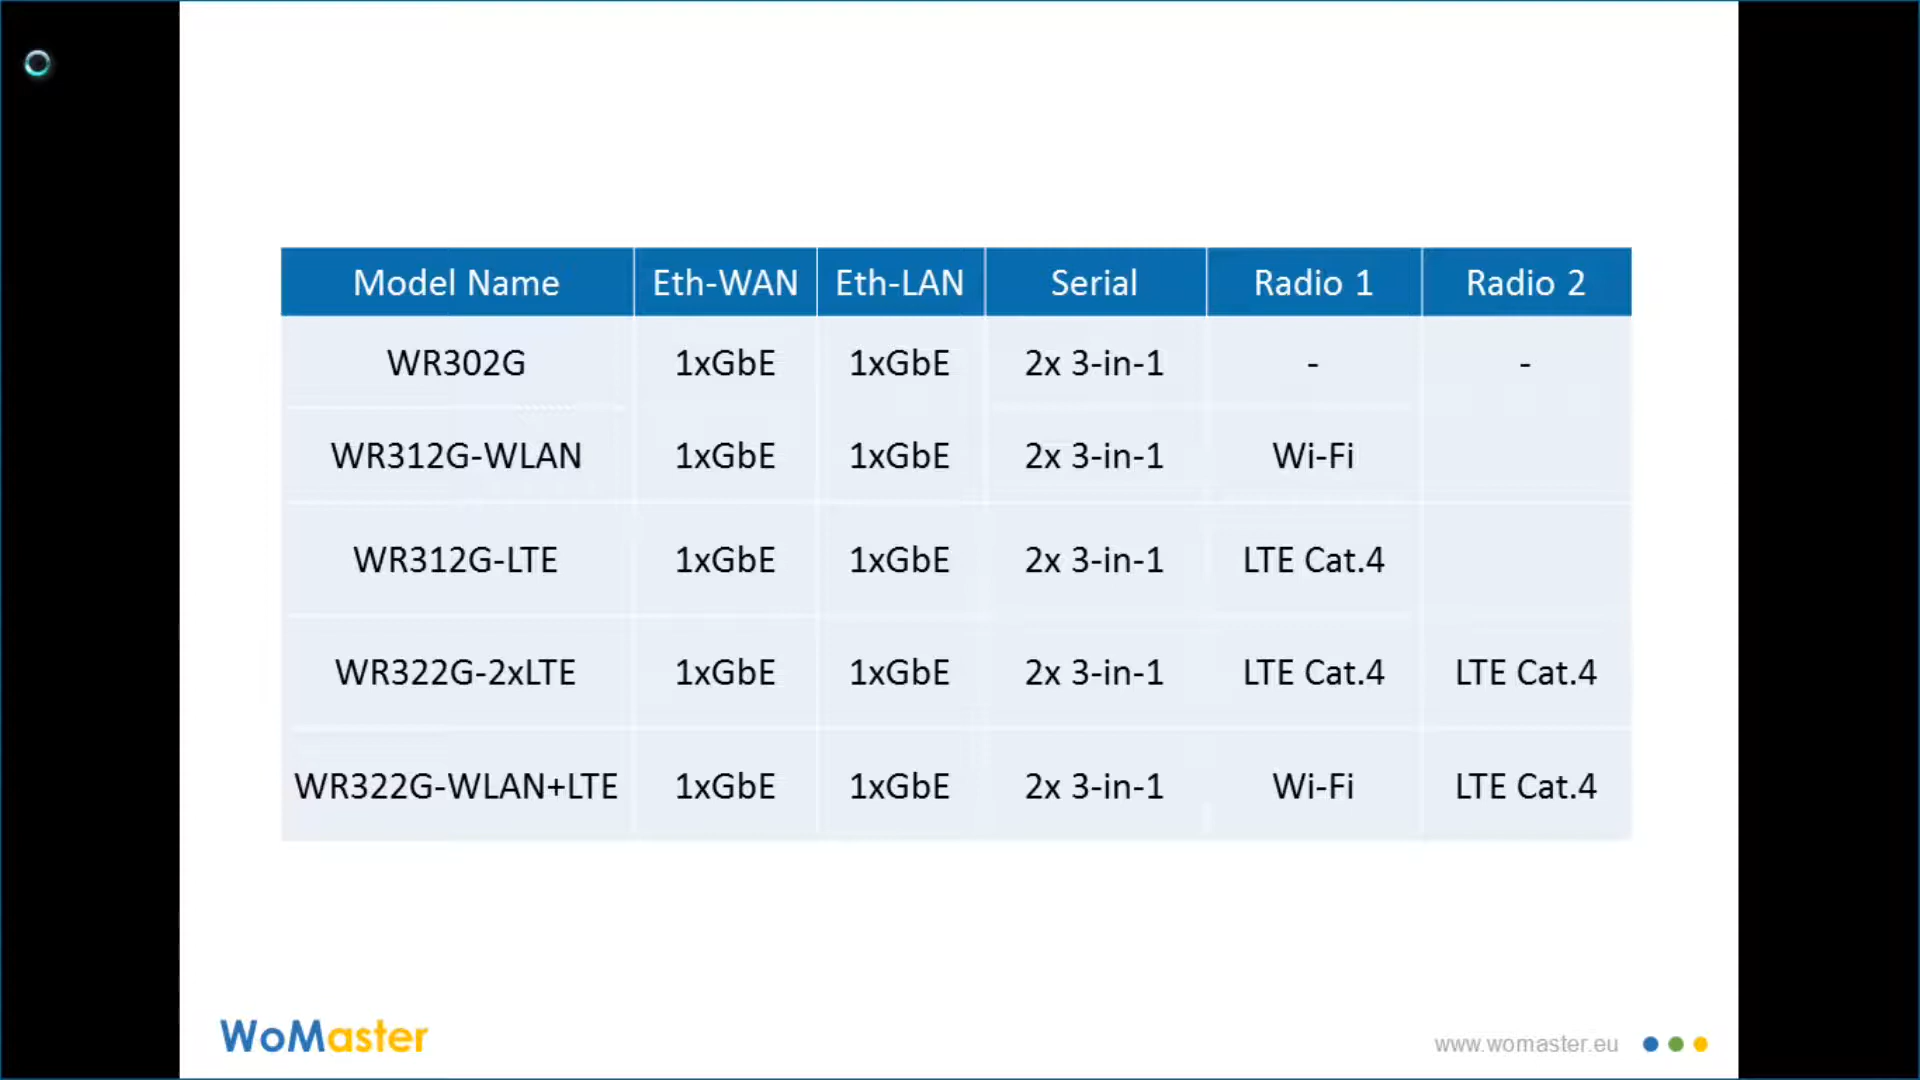 Model Name Eth-WAN Eth-LAN Serial Radio 1 Radio 2
WR302G 1xGbE 1xGbE 2x 3-in-1 - -
WR312G-WLAN 1xGbE 1xGbE 2x 3-in-1 Wi-Fi
WR312G-LTE 1xGbE 1xGbE 2x 3-in-1 LTE Cat.4
WR322G-2xLTE 1xGbE 1xGbE 2x 3-in-1 LTE Cat.4 LTE Cat.4
WR322G-WLAN+LTE 1xGbE 1xGbE 2x 3-in-1 Wi-Fi LTE Cat.4
WoMaster
www.womaster.eu